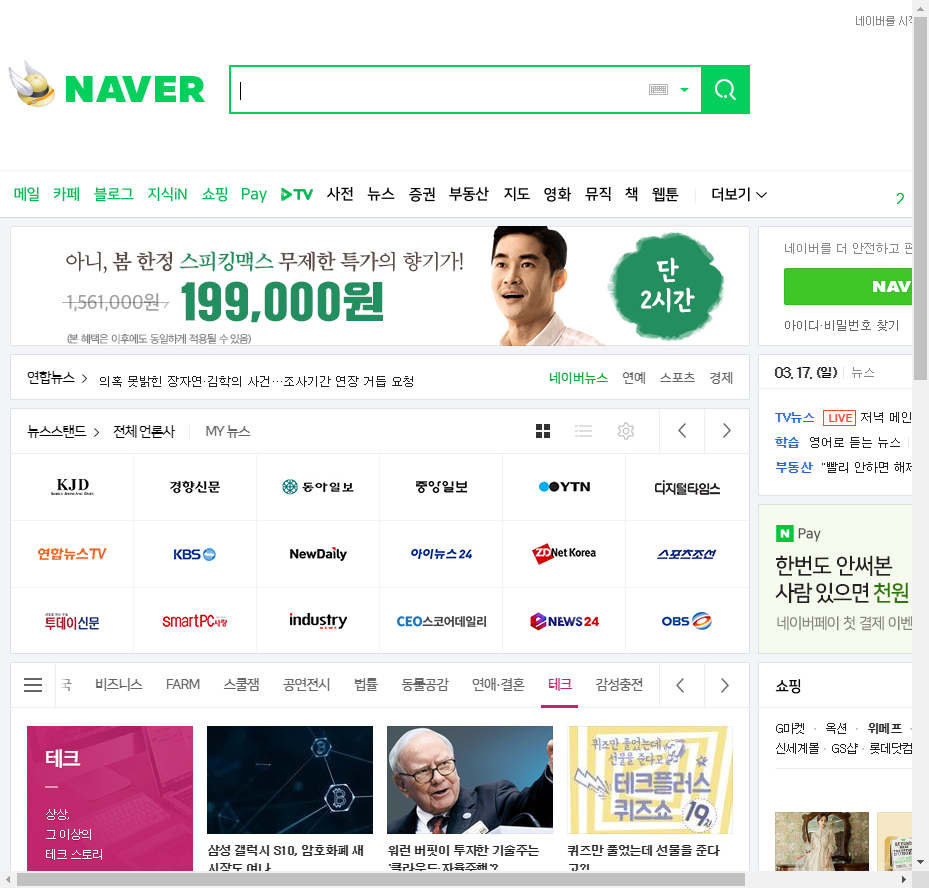 네이버를 시작
NAVER
메일 카페 블로그 지식iN 쇼핑 Pay TV 사전 뉴스 증권 부동산 지도 영화 뮤직 책 웹툰 더보기
2
아니, 봄 한정 스피킹맥스 무제한 특가의 향기가!
1,561,000원
199,000원
(본 혜택은 이후에도 동일하게 적용될 수 있음)
단
2시간
네이버를 더 안전하고 편
NAV
아이디·비밀번호 찾기
연합뉴스 의혹 못밝힌 장자연·김학의 사건…조사기간 연장 거듭 요청
네이버뉴스 연예 스포츠 경제
03. 17. (일) 뉴스
TV뉴스 LIVE 저녁 메인
학습 영어로 듣는 뉴스
부동산 "빨리 안하면 해제
뉴스스탠드 전체 언론사 MY 뉴스
KJD 경향신문 동아일보 중앙일보 YTN 디지털타임스
KOREA JOONGANG DAILY
연합뉴스TV KBS NewDaily 아이뉴스24 ZDNet Korea 스포츠조선
투데이신문 smartPC사랑 industry NEWS CEO스코어데일리 eNEWS24 OBS
N Pay
한번도 안써본
사람 있으면 천원
네이버페이 첫 결제 이벤
국 비즈니스 FARM 스쿨잼 공연전시 법률 동물공감 연애·결혼 테크 감성충전
테크
상상,
그 이상의
테크 스토리
삼성 갤럭시 S10, 암호화폐 새
시장도 여나
워런 버핏이 투자한 기술주는
'클라우드·자율주행'?
퀴즈만 풀었는데
선물을 준다고?
테크플러스
퀴즈쇼 19차
퀴즈만 풀었는데 선물을 준다
고?!
쇼핑
G마켓 · 옥션 · 위메프 ·
신세계몰 · GS샵 · 롯데닷컴